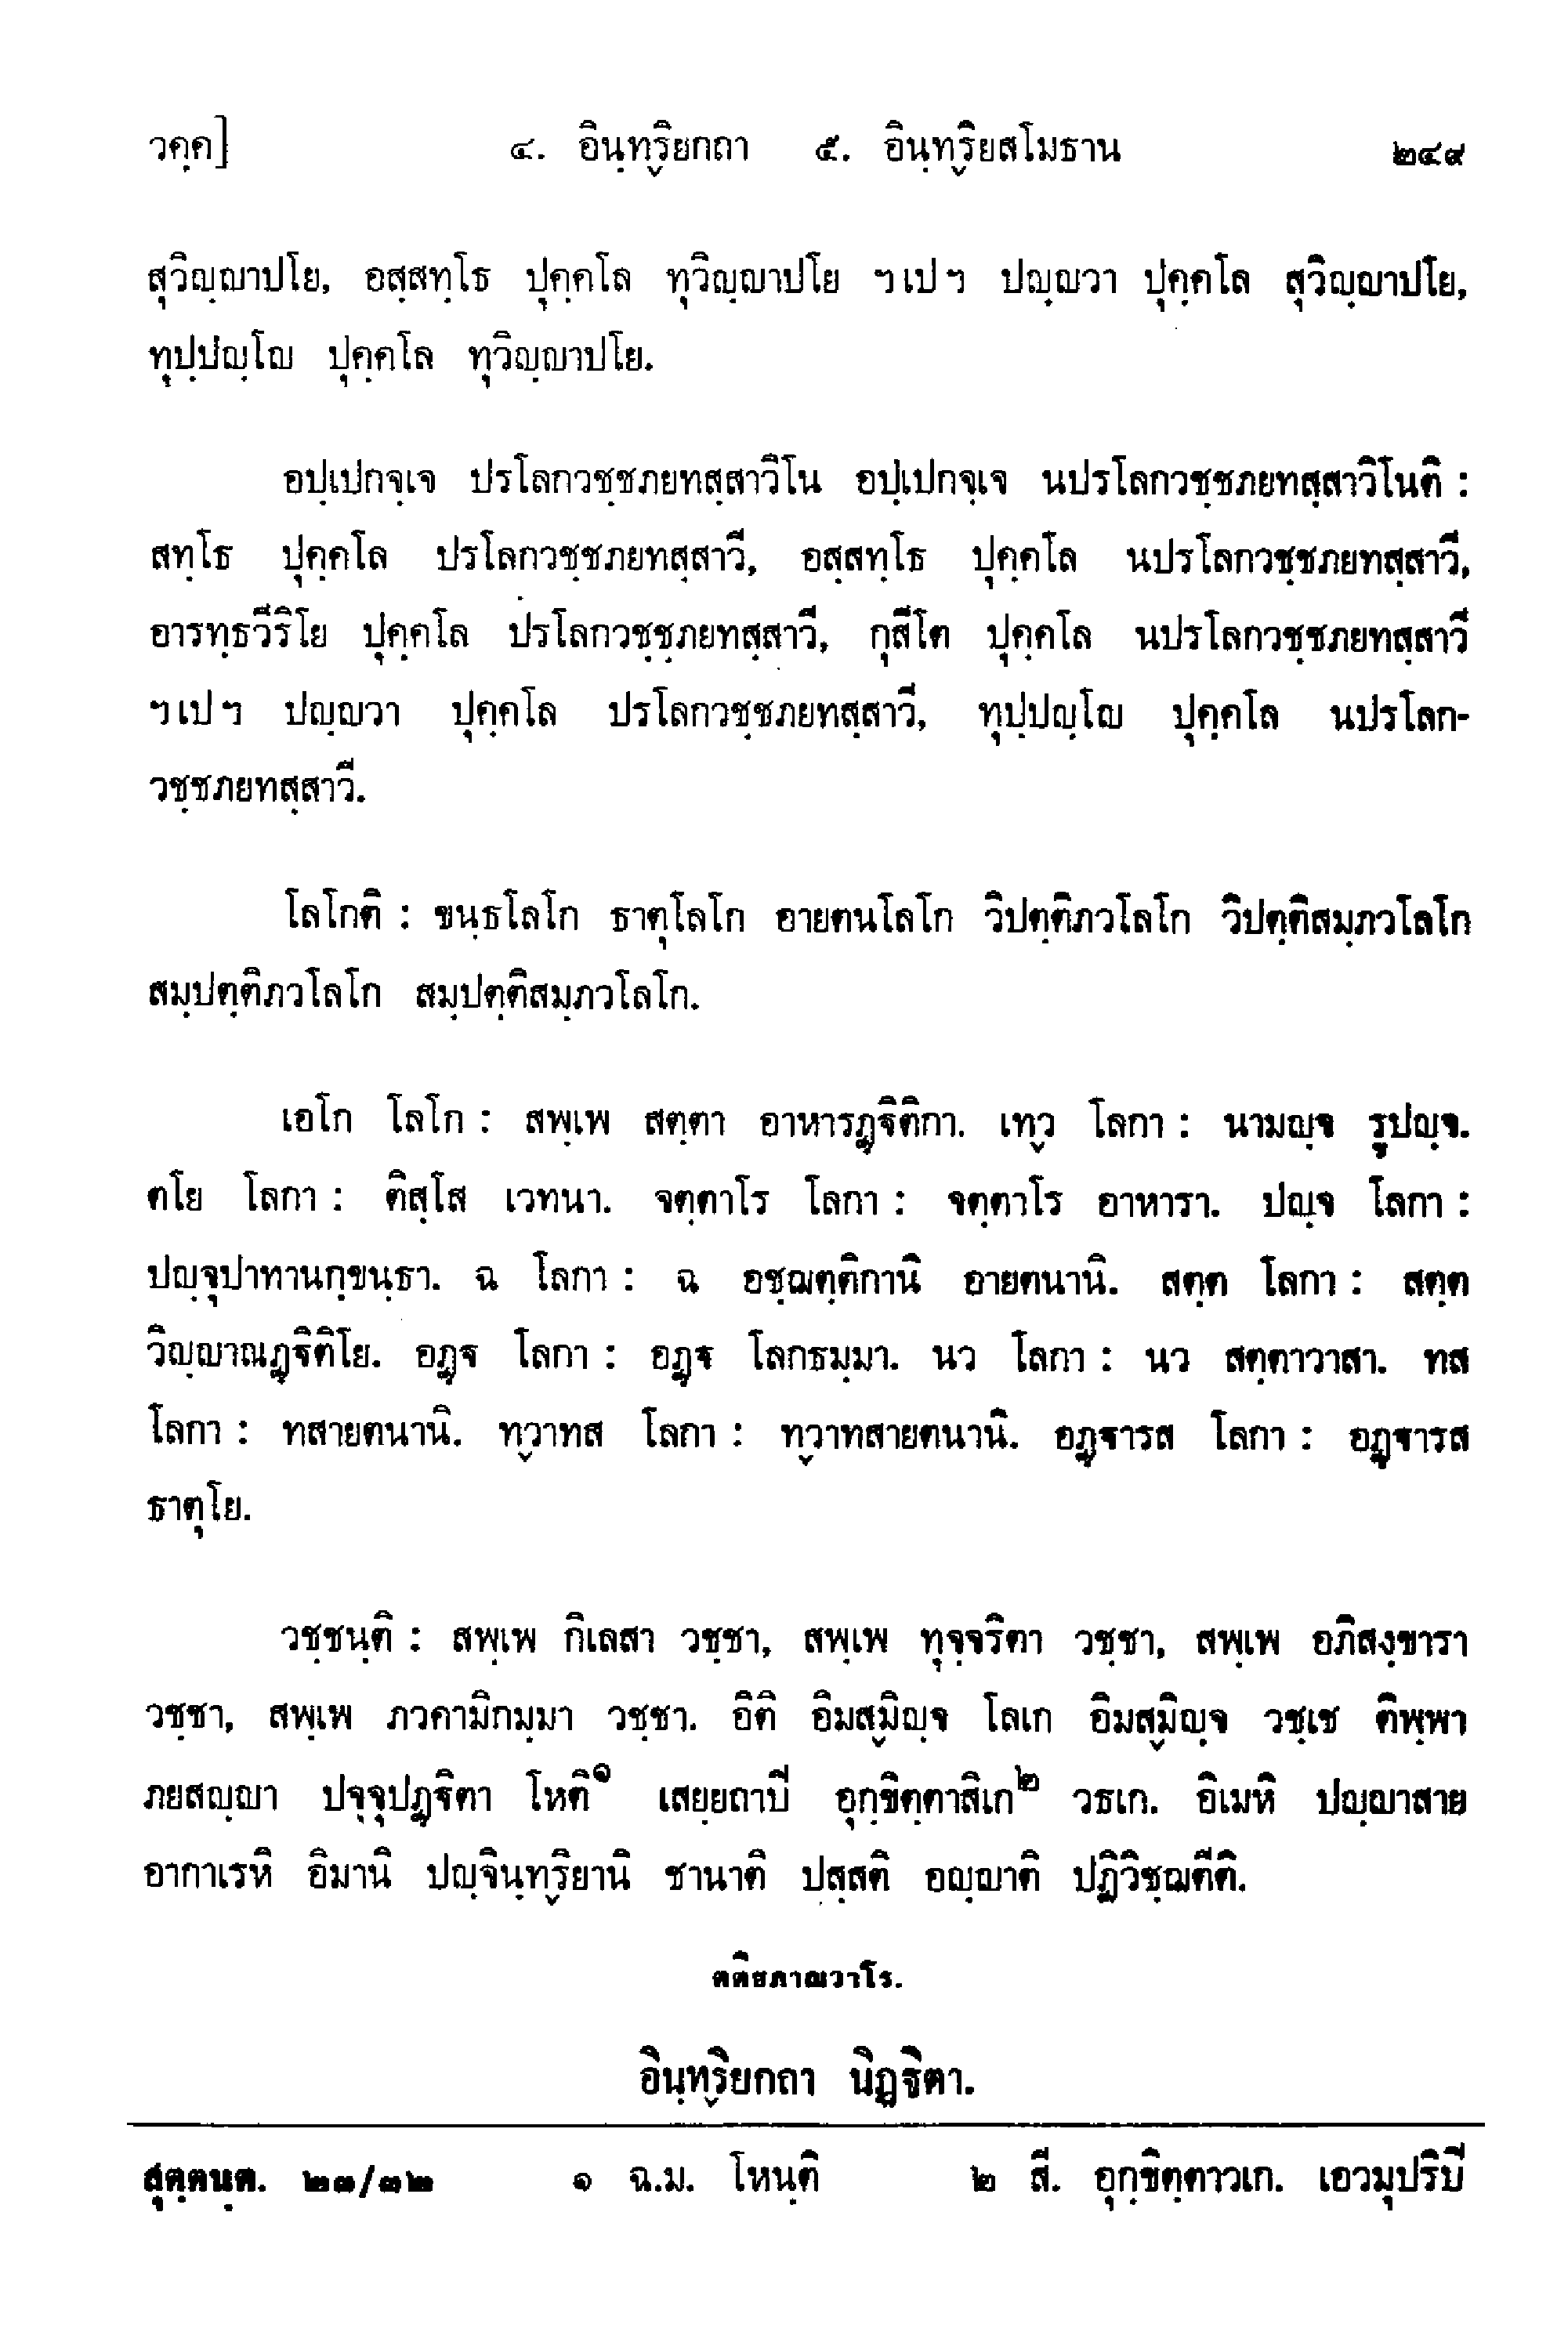 วคฺค]	๔. อินฺทฺริยกถา ๕. อินฺทฺริยสโมธาน	๒๔๙
สุวิญฺญาปโย, อสฺสทฺโธ ปุคฺคโล ทุวิญฺญาปโย ฯเปฯ ปญฺญวา ปุคฺคโล สุวิญฺญาปโย,
ทุปฺปญฺโญ ปุคฺคโล ทุวิญฺญาปโย.
อปฺเปกจฺเจ ปรโลกวชฺชภยทสฺสาวิโน อปฺเปกจฺเจ นปรโลกวชฺชภยทสฺสาวิโนติ :
สทฺโธ ปุคฺคโล ปรโลกวชฺชภยทสฺสาวี, อสฺสทฺโธ ปุคฺคโล นปรโลกวชฺชภยทสฺสาวี,
อารทฺธวีริโย ปุคฺคโล ปรโลกวชฺชภยทสฺสาวี, กุสีโต ปุคฺคโล นปรโลกวชฺชภยทสฺสาวี
ฯเปฯ ปญฺญวา ปุคฺคโล ปรโลกวชฺชภยทสฺสาวี, ทุปฺปญฺโญ ปุคฺคโล นปรโลก-
วชฺชภยทสฺสาวี.
โลโกติ : ขนฺธโลโก ธาตุโลโก อายตนโลโก วิปตฺติภวโลโก วิปตฺติสมฺภวโลโก
สมฺปตฺติภวโลโก สมฺปตฺติสมฺภวโลโก.
เอโก โลโก : สพฺเพ สตฺตา อาหารฏฺฐิติกา. เทฺว โลกา : นามญฺจ รูปญฺจ.
ตโย โลกา : ติสฺโส เวทนา. จตฺตาโร โลกา : จตฺตาโร อาหารา. ปญฺจ โลกา :
ปญฺจุปาทานกฺขนฺธา. ฉ โลกา : ฉ อชฺฌตฺติกานิ อายตนานิ. สตฺต โลกา : สตฺต
วิญฺญาณฏฺฐิติโย. อฏฺฐ โลกา : อฏฺฐ โลกธมฺมา. นว โลกา : นว สตฺตาวาสา. ทส
โลกา : ทสายตนานิ. ทฺวาทส โลกา : ทฺวาทสายตนานิ. อฏฺฐารส โลกา : อฏฺฐารส
ธาตุโย.
วชฺชนฺติ : สพฺเพ กิเลสา วชฺชา, สพฺเพ ทุจฺจริตา วชฺชา, สพฺเพ อภิสงฺขารา
วชฺชา, สพฺเพ ภวคามิกมฺมา วชฺชา. อิติ อิมสฺมิญฺจ โลเก อิมสฺมิญฺจ วชฺเช ติพฺพา
ภยสญฺญา ปจฺจุปฏฺฐิตา โหติ๑ เสยฺยถาปิ อุกฺขิตฺตาสิเก๒ วธเก. อิเมหิ ปญฺญาสาย
อากาเรหิ อิมานิ ปญฺจินฺทฺริยานิ ชานาติ ปสฺสติ อญฺญาติ ปฏิวิชฺฌตีติ.
ตติยภาณวาโร.
อินฺทฺริยกถา นิฏฺฐิตา.
สุตฺตนฺต. ๒๓/๓๒	๑ ฉ.ม. โหนฺติ	๒ สี. อุกฺขิตฺตาวเก. เอวมุปริปิ